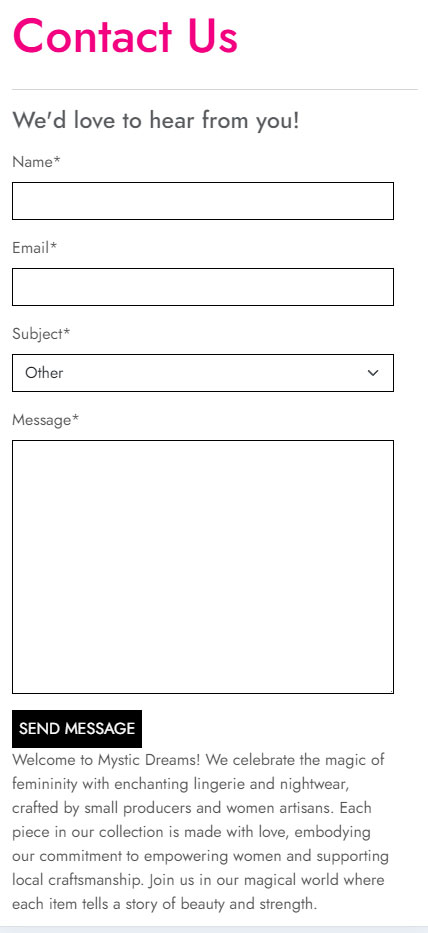 Contact Us
We'd love to hear from you!
Name*
Email*
Subject*
Other
Message*
SEND MESSAGE
Welcome to Mystic Dreams! We celebrate the magic of
femininity with enchanting lingerie and nightwear,
crafted by small producers and women artisans. Each
piece in our collection is made with love, embodying
our commitment to empowering women and supporting
local craftsmanship. Join us in our magical world where
each item tells a story of beauty and strength.